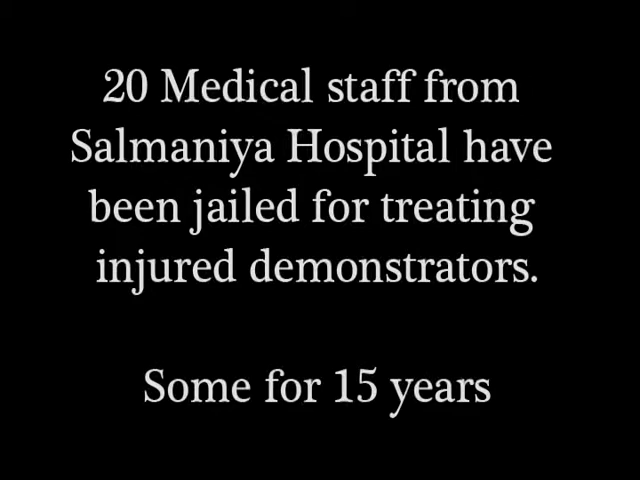 20 Medical staff from
Salmaniya Hospital have
been jailed for treating
injured demonstrators.
Some for 15 years